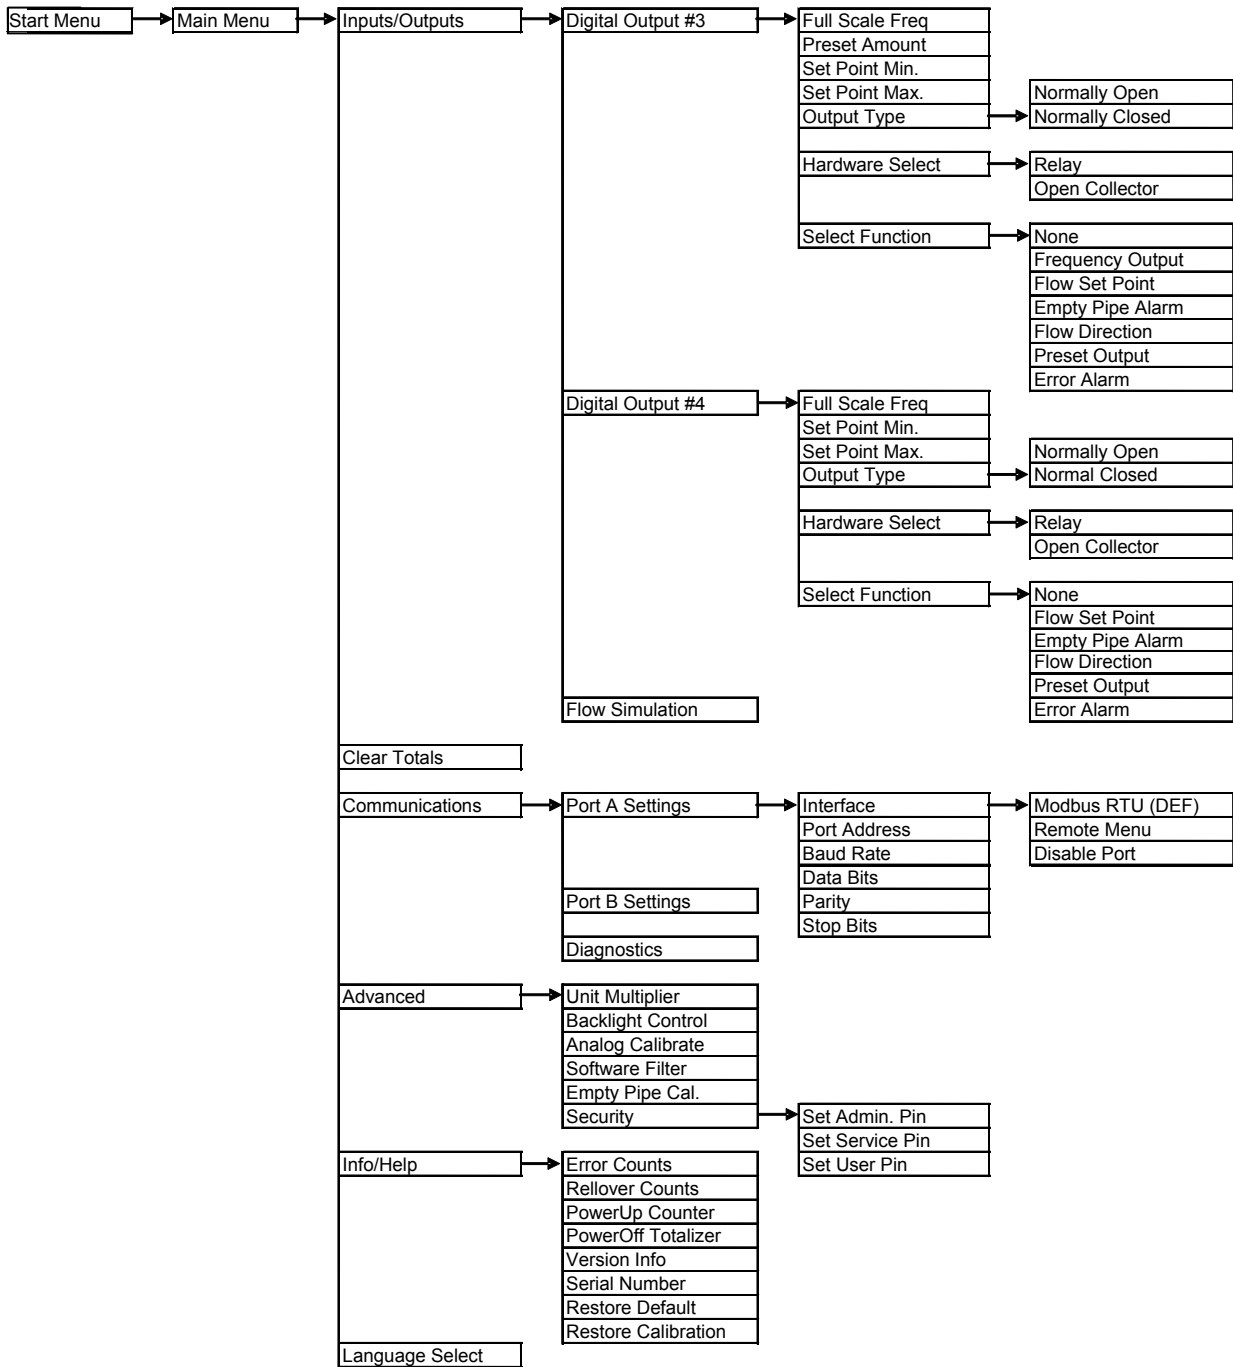 Start Menu
Main Menu
Inputs/Outputs
Digital Output #3
Full Scale Freq
Preset Amount
Set Point Min.
Set Point Max.
Output Type
Normally Open
Normally Closed
Hardware Select
Relay
Open Collector
Select Function
None
Frequency Output
Flow Set Point
Empty Pipe Alarm
Flow Direction
Preset Output
Error Alarm
Digital Output #4
Full Scale Freq
Set Point Min.
Set Point Max.
Output Type
Normally Open
Normal Closed
Hardware Select
Relay
Open Collector
Select Function
None
Flow Set Point
Empty Pipe Alarm
Flow Direction
Preset Output
Error Alarm
Flow Simulation
Clear Totals
Communications
Port A Settings
Interface
Port Address
Baud Rate
Data Bits
Parity
Stop Bits
Modbus RTU (DEF)
Remote Menu
Disable Port
Port B Settings
Diagnostics
Advanced
Unit Multiplier
Backlight Control
Analog Calibrate
Software Filter
Empty Pipe Cal.
Security
Set Admin. Pin
Set Service Pin
Set User Pin
Info/Help
Error Counts
Rellover Counts
PowerUp Counter
PowerOff Totalizer
Version Info
Serial Number
Restore Default
Restore Calibration
Language Select